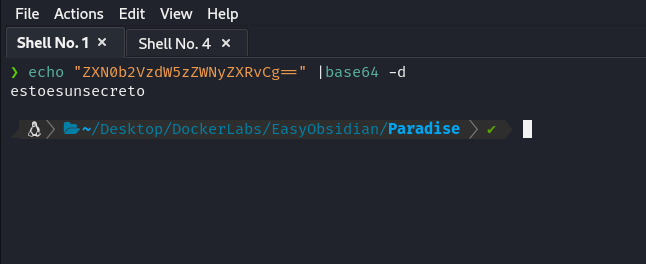 File Actions Edit View Help
Shell No. 1 × Shell No. 4 ×
❯ echo "ZXN0b2VzdW5zZWNyZXRvCg==" |base64 -d
estoesunsecreto
~/Desktop/DockerLabs/EasyObsidian/Paradise ✔